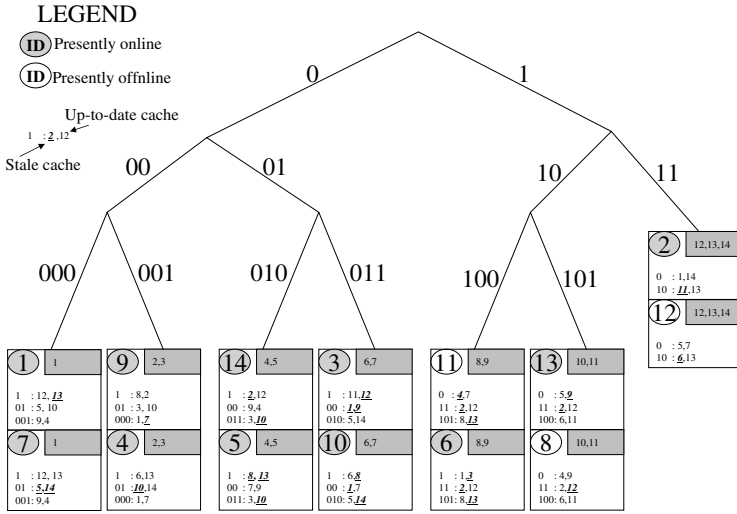 LEGEND
ID Presently online
ID Presently offnline
Up-to-date cache
1 :2,12
Stale cache
0 1
00 01 10 11
000 001 010 011 100 101
2 12,13,14
0 : 1,14
10 : 11,13
12 12,13,14
0 : 5,7
10 : 6,13
1 1
1 : 12, 13
01 : 5, 10
001: 9,4
9 2,3
1 : 8,2
01 : 3, 10
000: 1,7
14 4,5
1 : 2,12
00 : 9,4
011: 3,10
3 6,7
1 : 11,12
00 : 1,9
010: 5,14
11 8,9
0 : 4,7
11 : 2,12
101: 8,13
13 10,11
0 : 5,9
11 : 2,12
100: 6,11
7 1
1 : 12, 13
01 : 5,14
001: 9,4
4 2,3
1 : 6,13
01 : 10,14
000: 1,7
5 4,5
1 : 8, 13
00 : 7,9
011: 3,10
10 6,7
1 : 6,8
00 : 1,7
010: 5,14
6 8,9
1 : 1,3
11 : 2,12
101: 8,13
8 10,11
0 : 4,9
11 : 2,12
100: 6,11